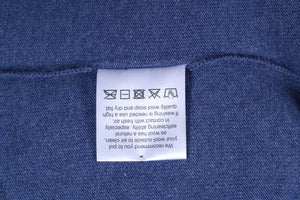 We recommend you to put
your wool outside to air clean,
as wool has a natural
selfcleaning ability, especially
if in contact with fresh air.
If washing is needed use a high
quality wool soap and dry flat.